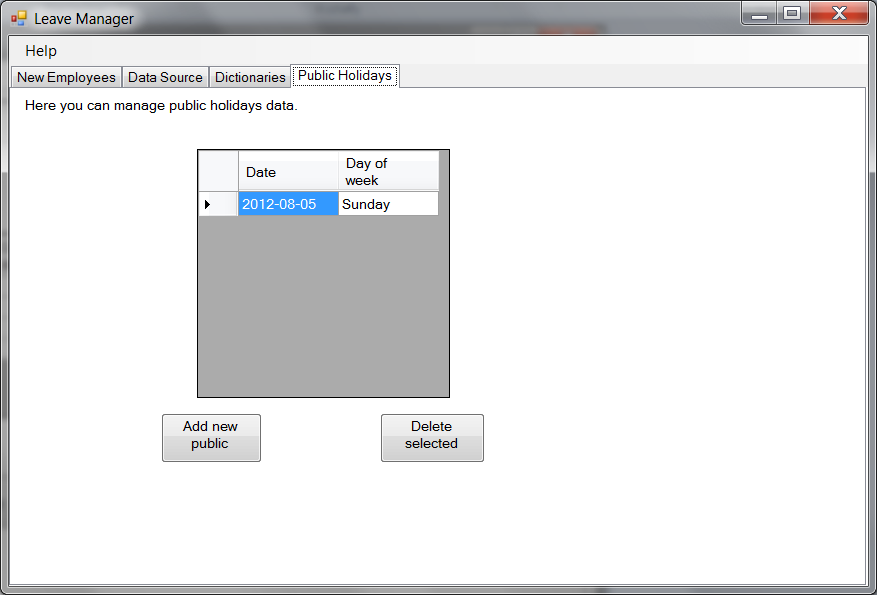 Leave Manager
Help
New Employees Data Source Dictionaries Public Holidays
Here you can manage public holidays data.
Date Day of
week
2012-08-05 Sunday
Add new
public
Delete
selected